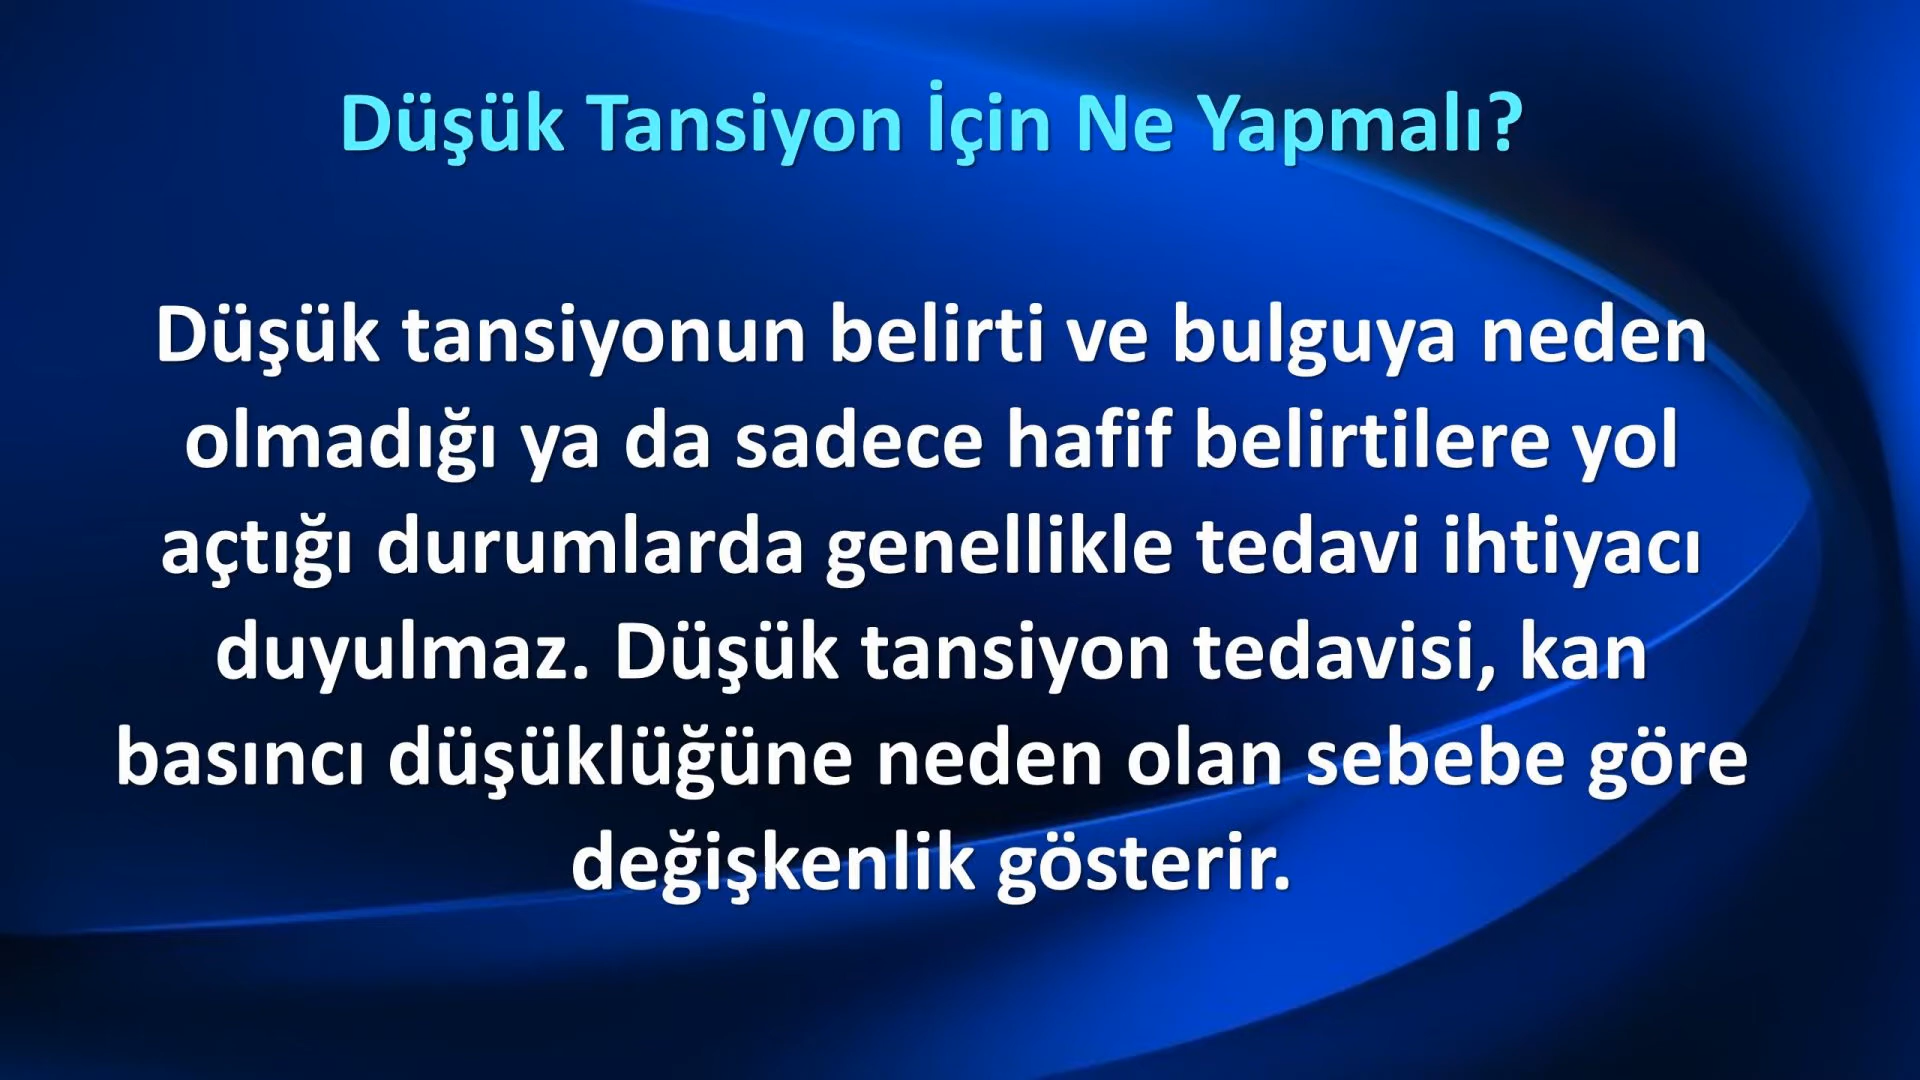 Düşük Tansiyon İçin Ne Yapmalı?
Düşük tansiyonun belirti ve bulguya neden
olmadığı ya da sadece hafif belirtilere yol
açtığı durumlarda genellikle tedavi ihtiyacı
duyulmaz. Düşük tansiyon tedavisi, kan
basıncı düşüklüğüne neden olan sebebe göre
değişkenlik gösterir.